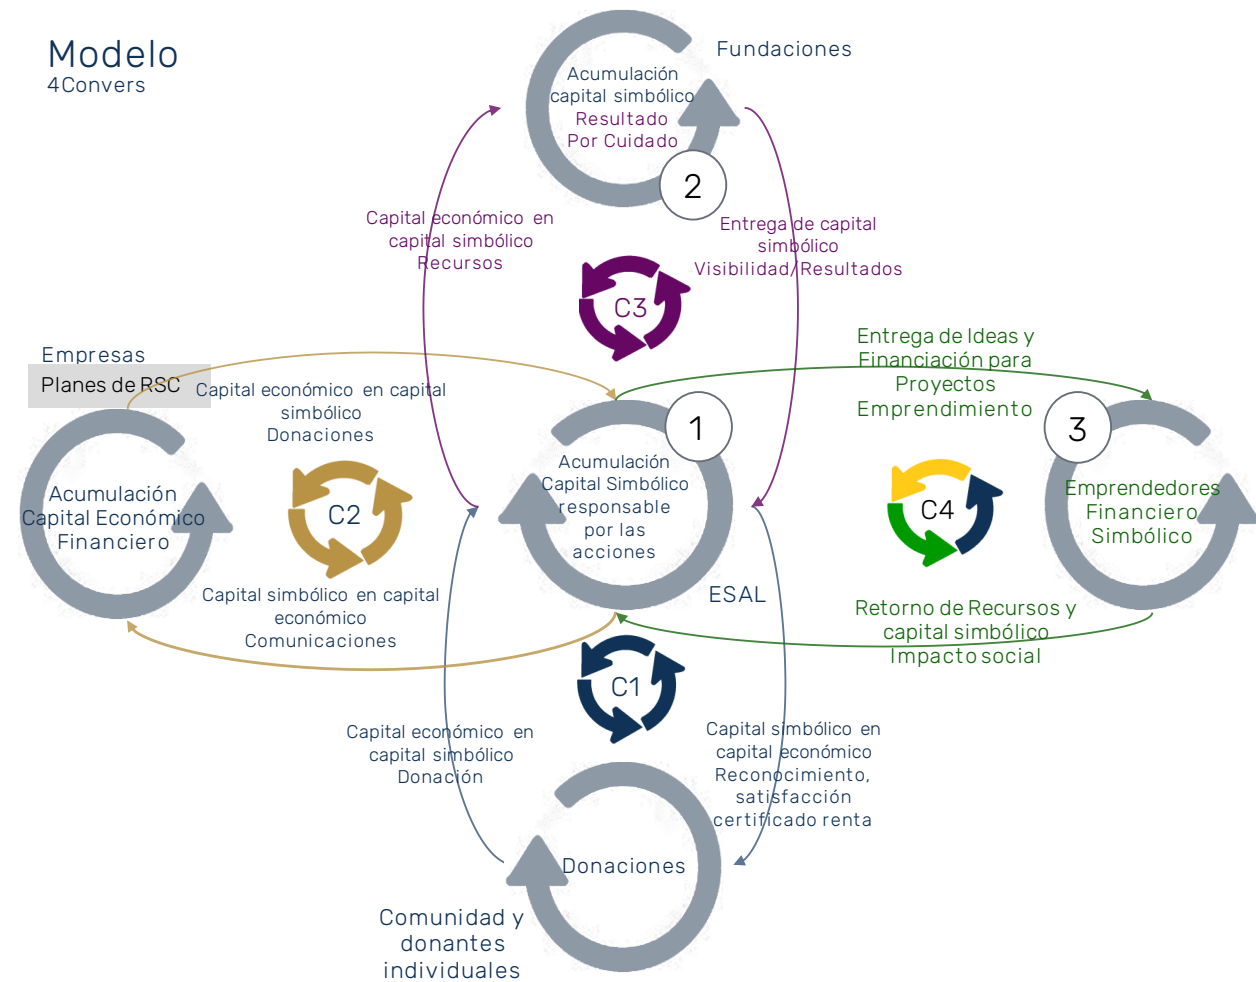 Modelo
4Convers
Fundaciones
Acumulación
capital simbólico
Resultado
Por Cuidado
2
Capital económico en
capital simbólico
Recursos
Entrega de capital
simbólico
Visibilidad/Resultados
C3
Empresas
Planes de RSC
Capital económico en capital
simbólico
Donaciones
Entrega de Ideas y
Financiación para
Proyectos
Emprendimiento
1
3
Acumulación
Capital Económico
Financiero
C2
Acumulación
Capital Simbólico
responsable
por las
acciones
C4
Emprendedores
Financiero
Simbólico
Capital simbólico en capital
económico
Comunicaciones
ESAL
Retorno de Recursos y
capital simbólico
Impacto social
C1
Capital económico en
capital simbólico
Donación
Capital simbólico en
capital económico
Reconocimiento,
satisfacción
certificado renta
Donaciones
Comunidad y
donantes
individuales